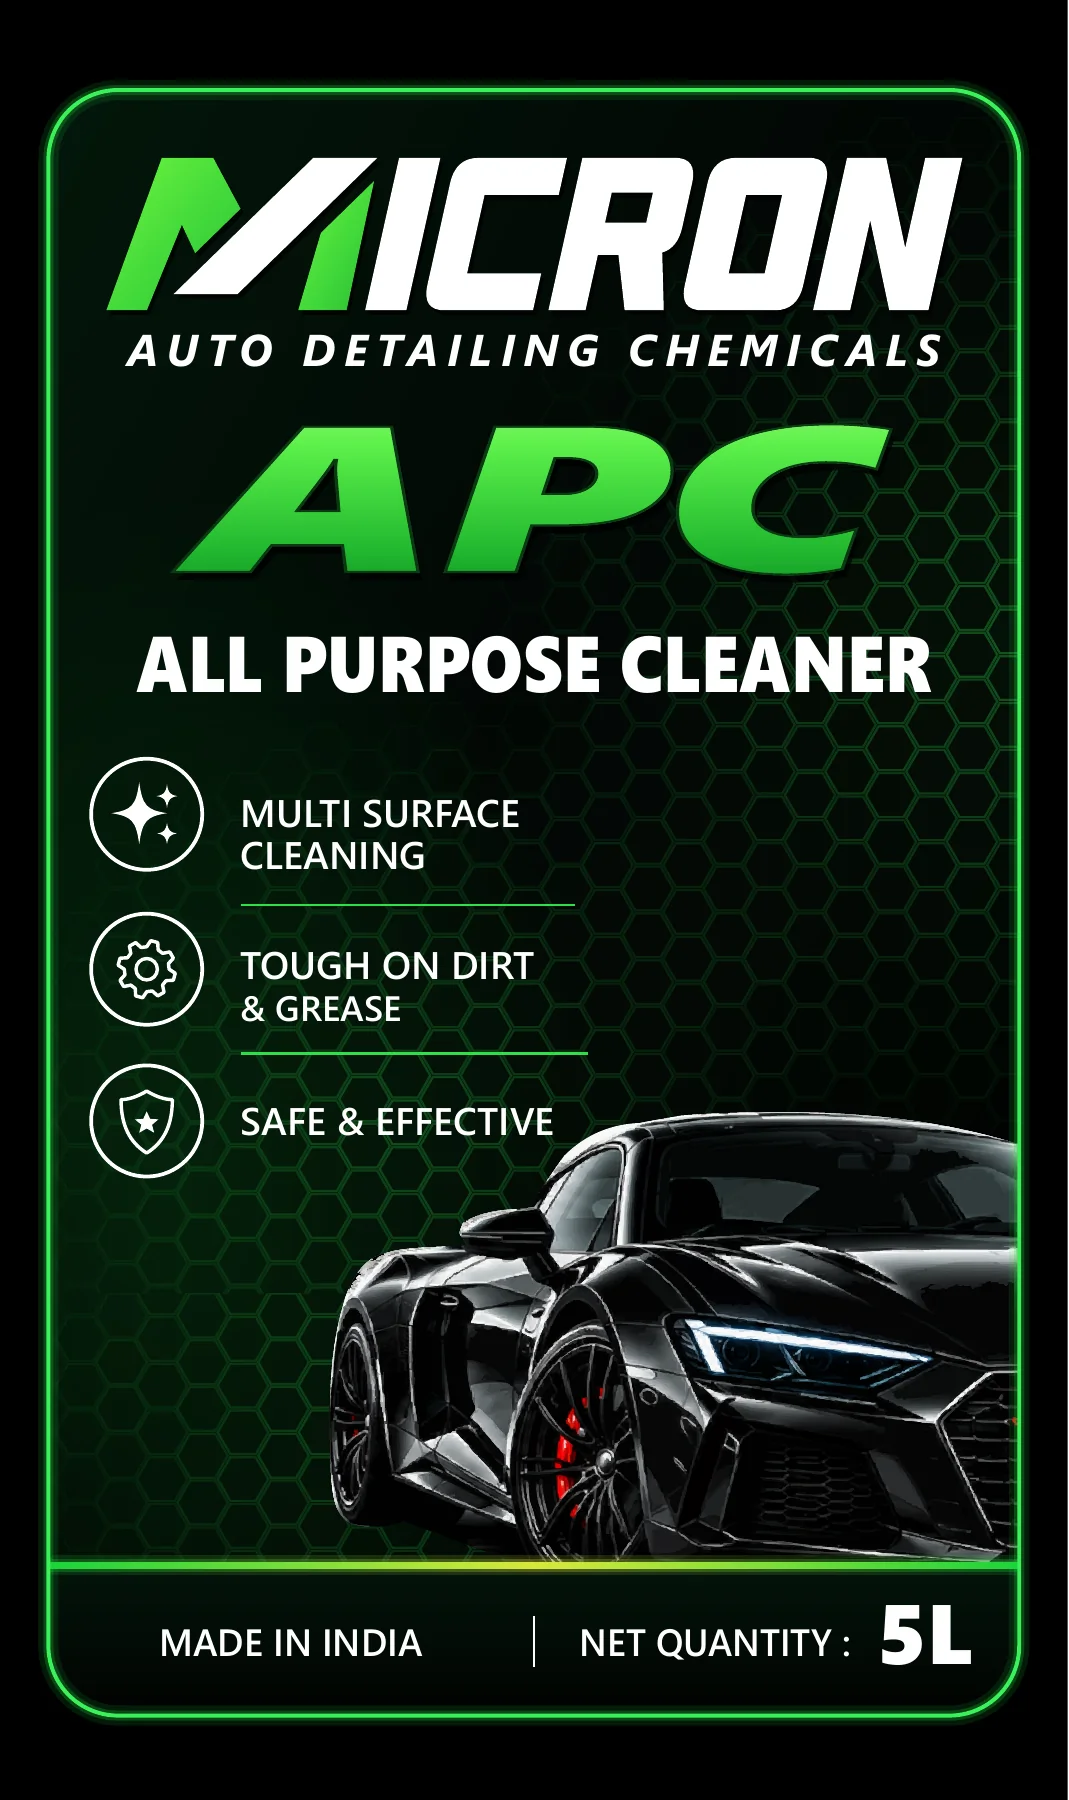 MICRON
AUTO DETAILING CHEMICALS
APC
ALL PURPOSE CLEANER
MULTI SURFACE
CLEANING
TOUGH ON DIRT
& GREASE
SAFE & EFFECTIVE
MADE IN INDIA
NET QUANTITY : 5L